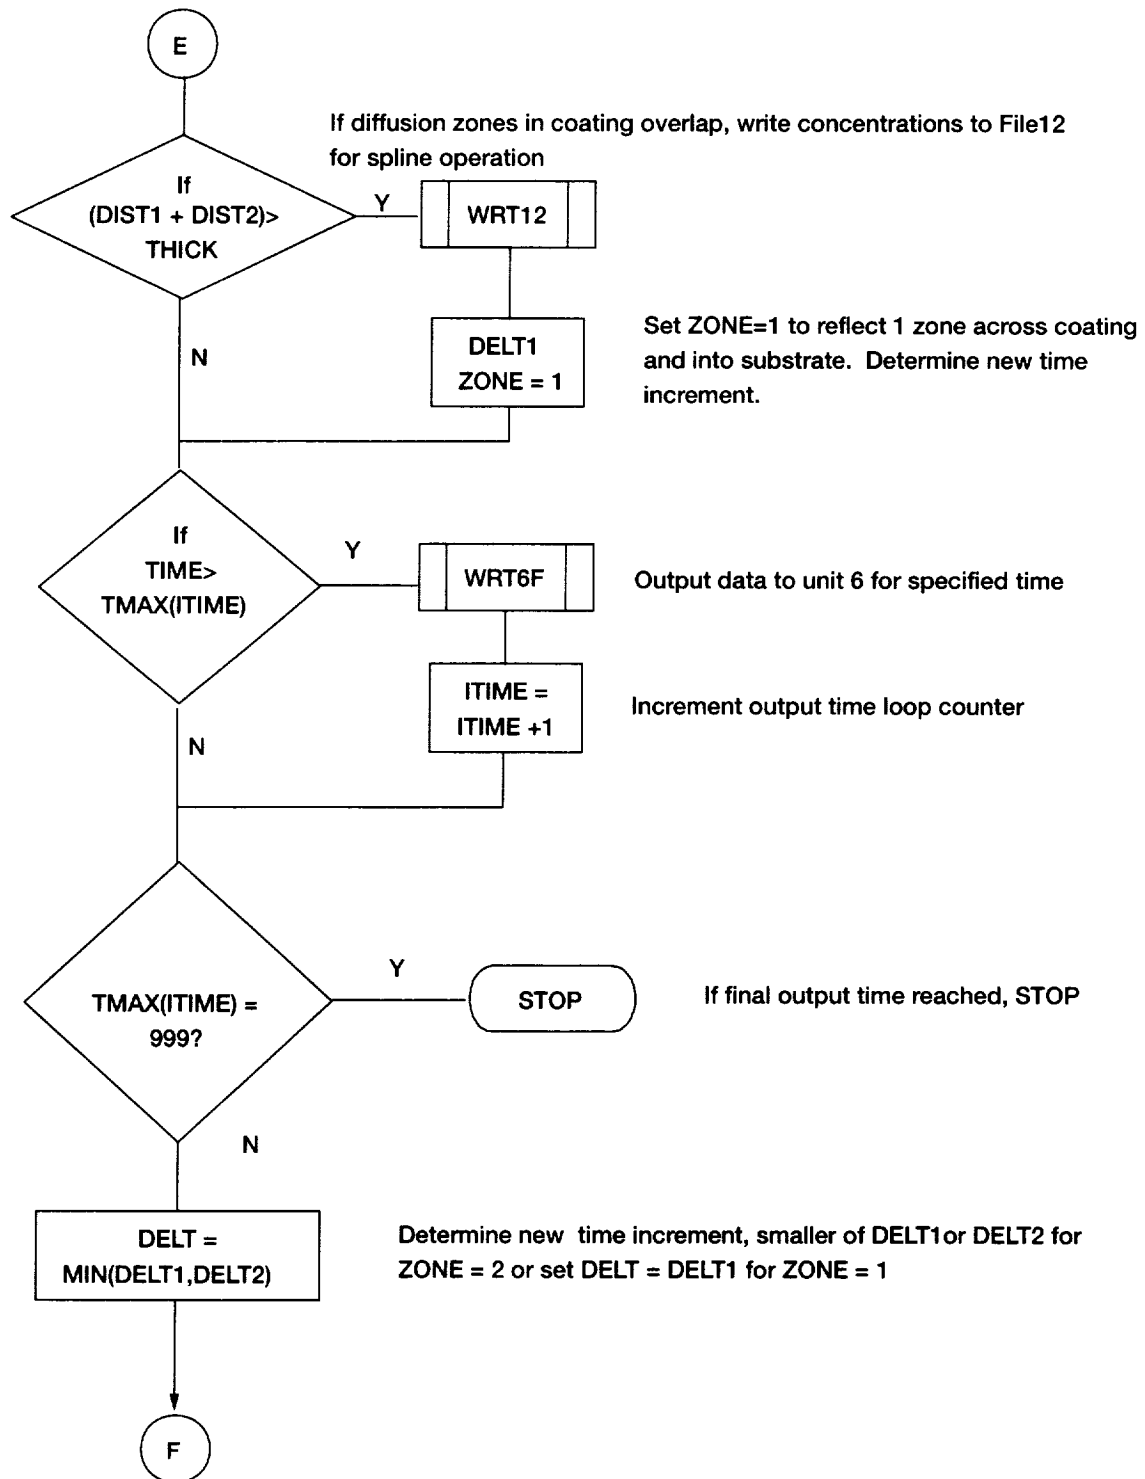 E
If diffusion zones in coating overlap, write concentrations to File12
for spline operation
If
(DIST1 + DIST2)>
THICK
Y
WRT12
N
DELT1
ZONE = 1
Set ZONE=1 to reflect 1 zone across coating
and into substrate. Determine new time
increment.
If
TIME>
TMAX(ITIME)
Y
WRT6F
Output data to unit 6 for specified time
N
ITIME =
ITIME +1
Increment output time loop counter
TMAX(ITIME) =
999?
Y
STOP
If final output time reached, STOP
N
DELT =
MIN(DELT1,DELT2)
Determine new time increment, smaller of DELT1or DELT2 for
ZONE = 2 or set DELT = DELT1 for ZONE = 1
F